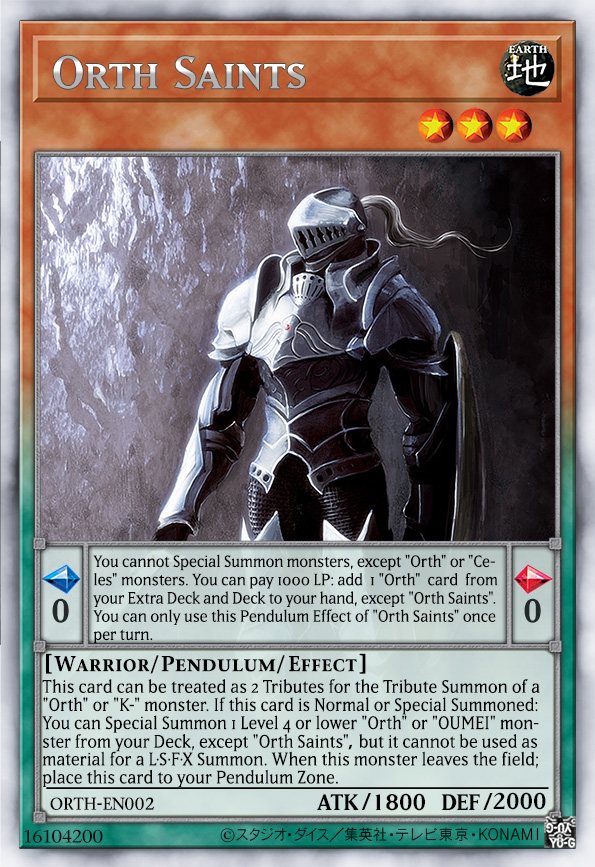 ORTH SAINTS
EARTH
地
You cannot Special Summon monsters, except "Orth" or "Ce-
les" monsters. You can pay 1000 LP: add 1 "Orth" card from
your Extra Deck and Deck to your hand, except "Orth Saints".
You can only use this Pendulum Effect of "Orth Saints" once
per turn.
0
0
[WARRIOR/PENDULUM/EFFECT]
This card can be treated as 2 Tributes for the Tribute Summon of a
"Orth" or "K-" monster. If this card is Normal or Special Summoned:
You can Special Summon 1 Level 4 or lower "Orth" or "OUMEI" mon-
ster from your Deck, except "Orth Saints", but it cannot be used as
material for a L·S·F·X Summon. When this monster leaves the field;
place this card to your Pendulum Zone.
ORTH-EN002
ATK/1800 DEF/2000
16104200
©スタジオ・ダイス／集英社・テレビ東京・KONAMI